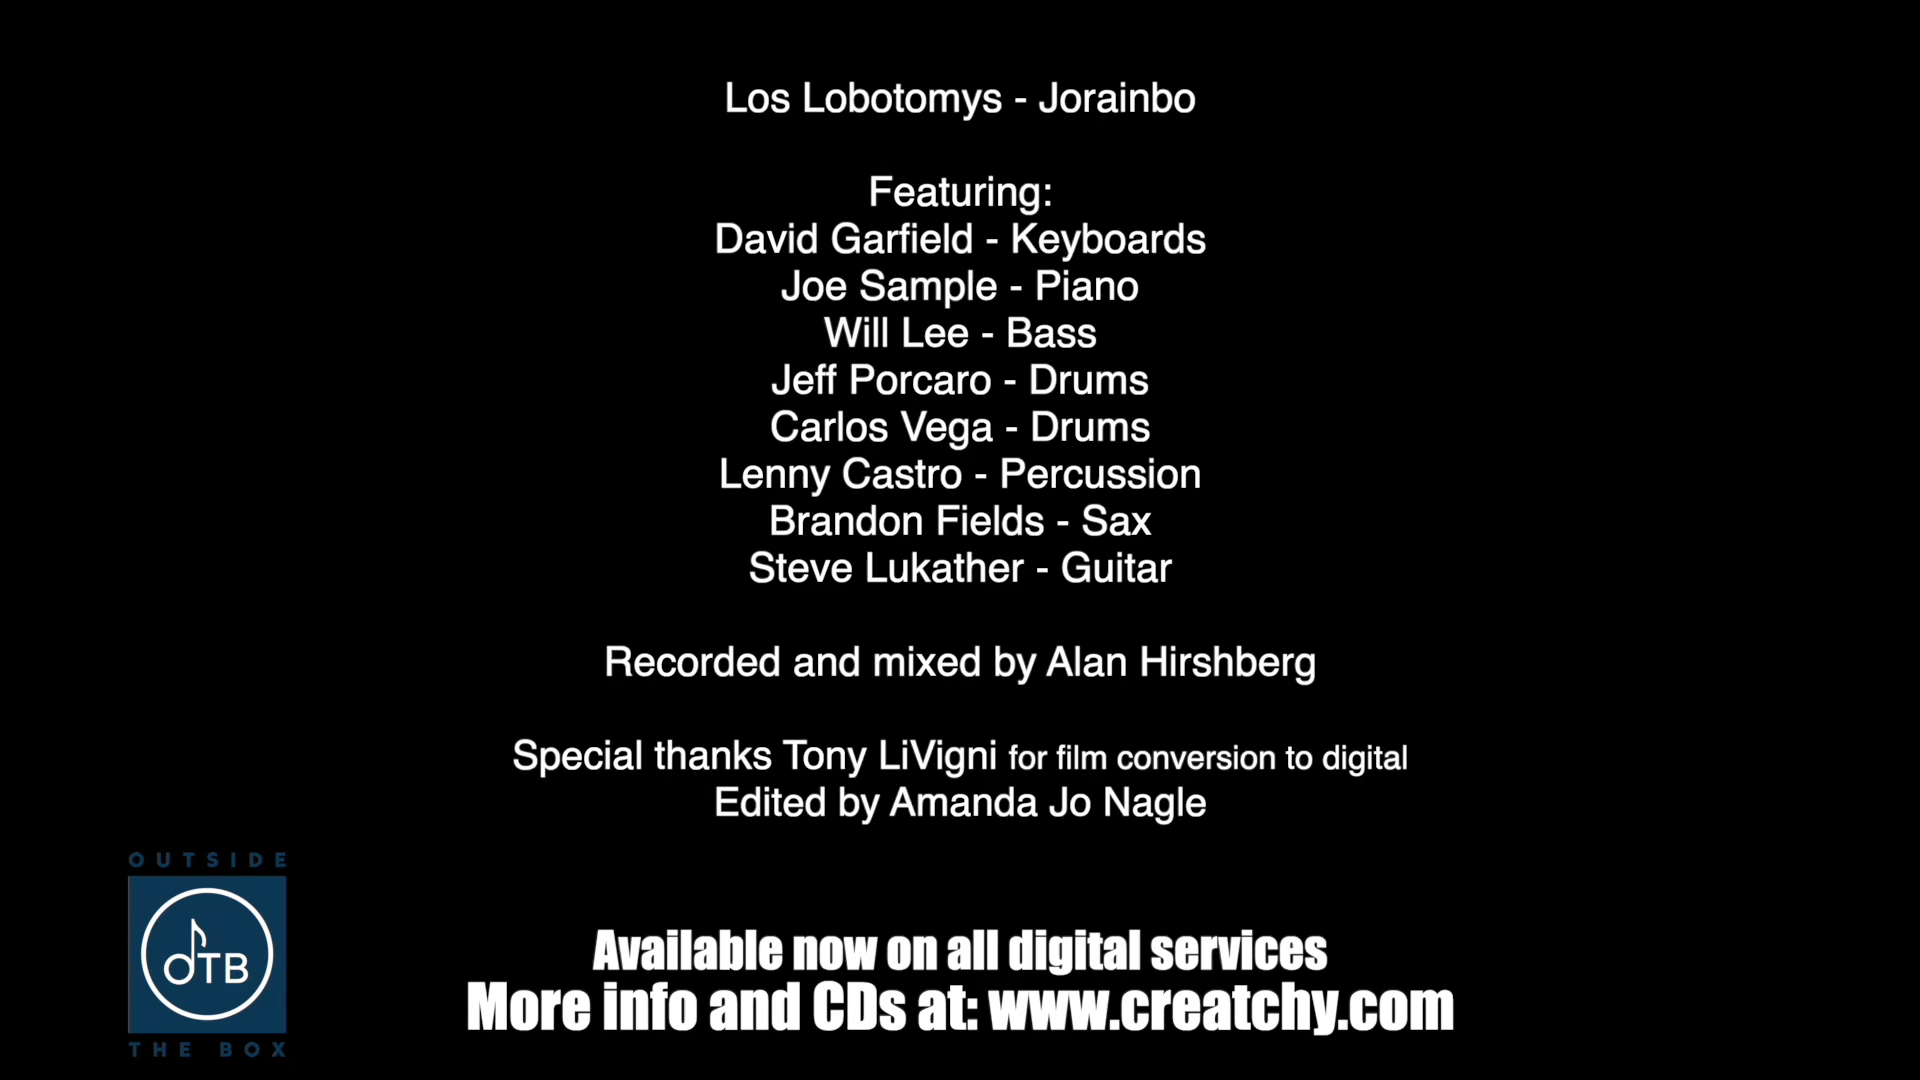 Los Lobotomys - Jorainbo
Featuring:
David Garfield - Keyboards
Joe Sample - Piano
Will Lee - Bass
Jeff Porcaro - Drums
Carlos Vega - Drums
Lenny Castro - Percussion
Brandon Fields - Sax
Steve Lukather - Guitar
Recorded and mixed by Alan Hirshberg
Special thanks Tony LiVigni for film conversion to digital
Edited by Amanda Jo Nagle
OUTSIDE
OTB
THE BOX
Available now on all digital services
More info and CDs at: www.creatchy.com